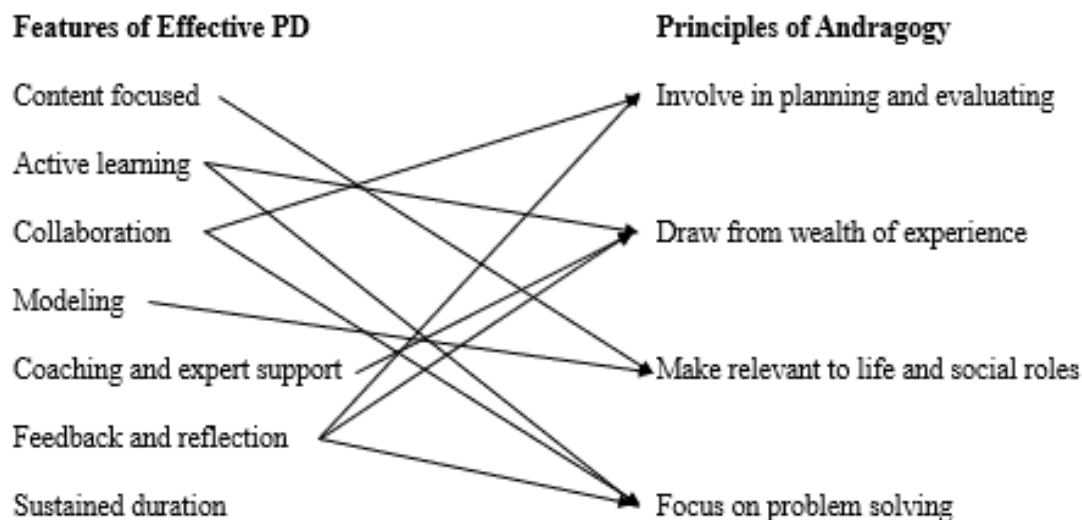 Features of Effective PD
Principles of Andragogy
Content focused
Involve in planning and evaluating
Active learning
Collaboration
Draw from wealth of experience
Modeling
Coaching and expert support
Make relevant to life and social roles
Feedback and reflection
Sustained duration
Focus on problem solving